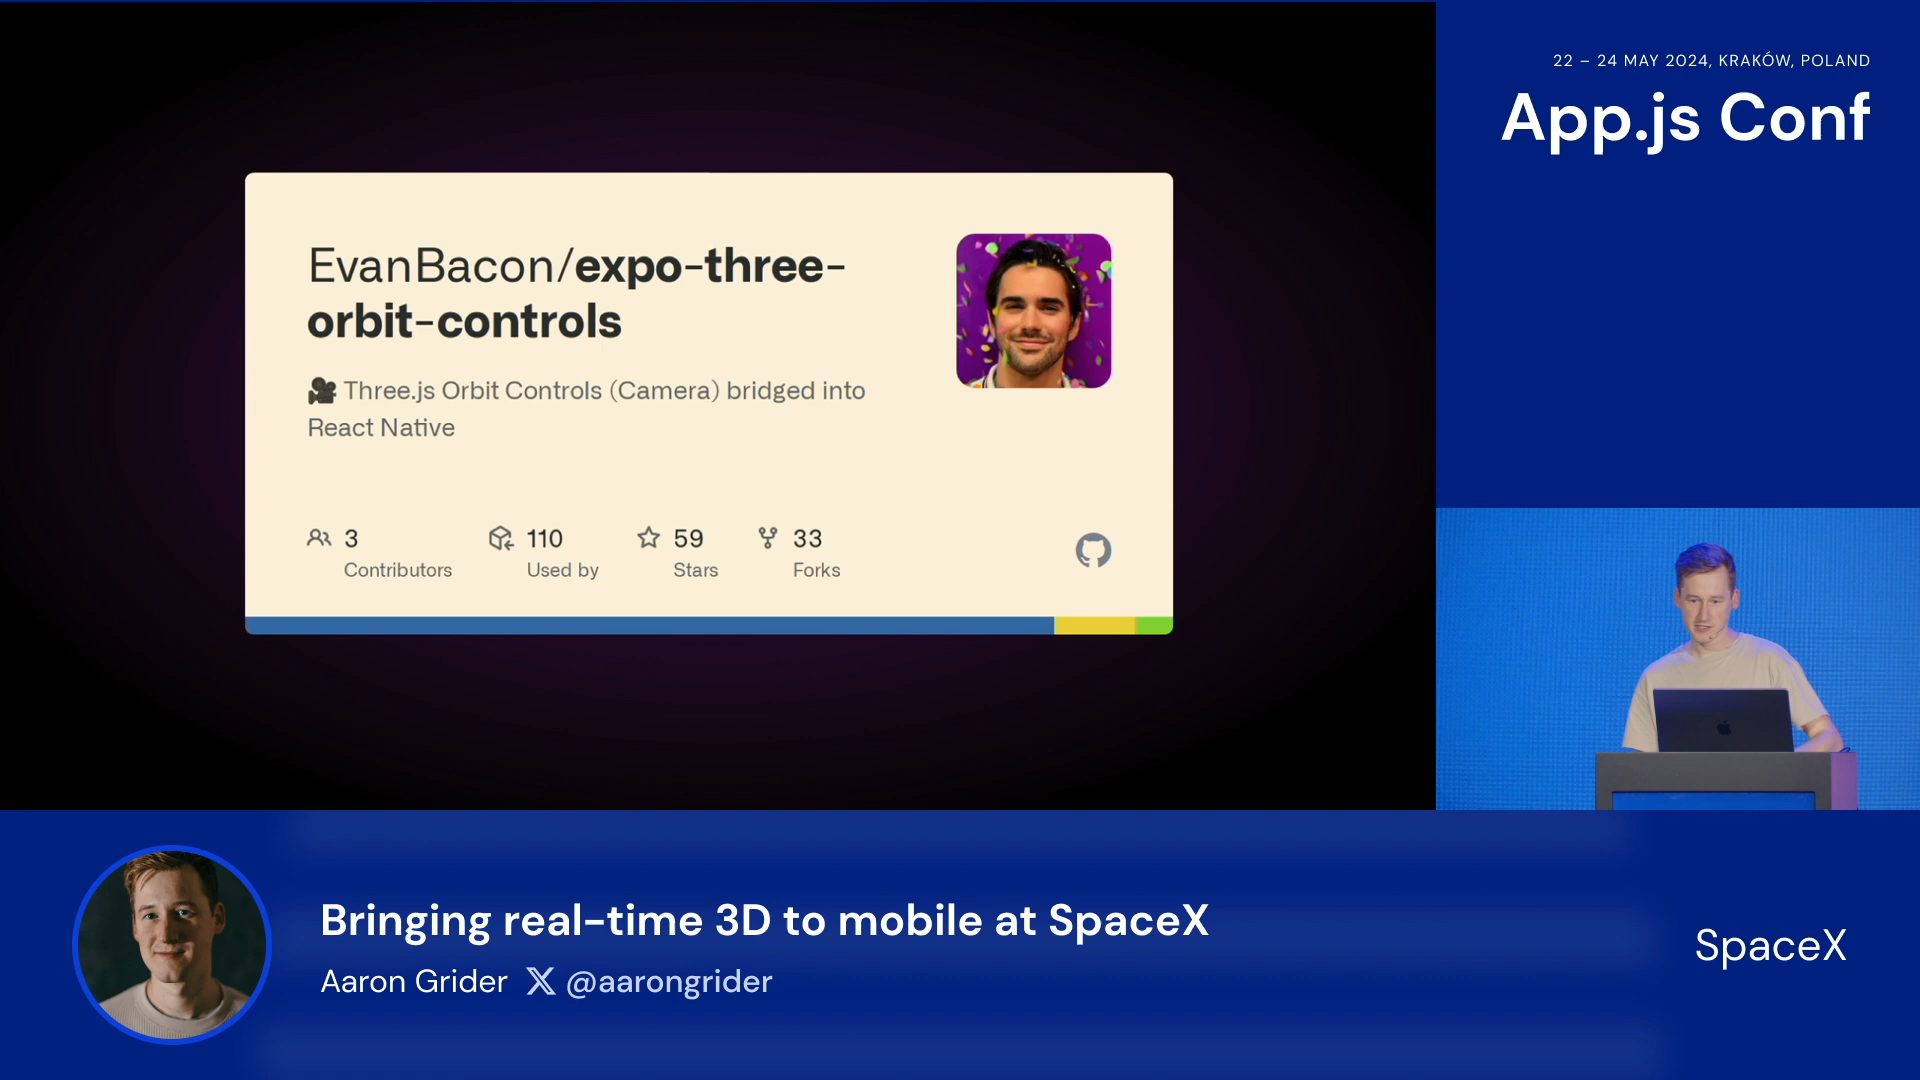 22 – 24 MAY 2024, KRAKÓW, POLAND
App.js Conf
EvanBacon/expo-three-
orbit-controls
🎥 Three.js Orbit Controls (Camera) bridged into
React Native
3
Contributors
110
Used by
59
Stars
33
Forks
Bringing real-time 3D to mobile at SpaceX
Aaron Grider X @aarongrider
SpaceX